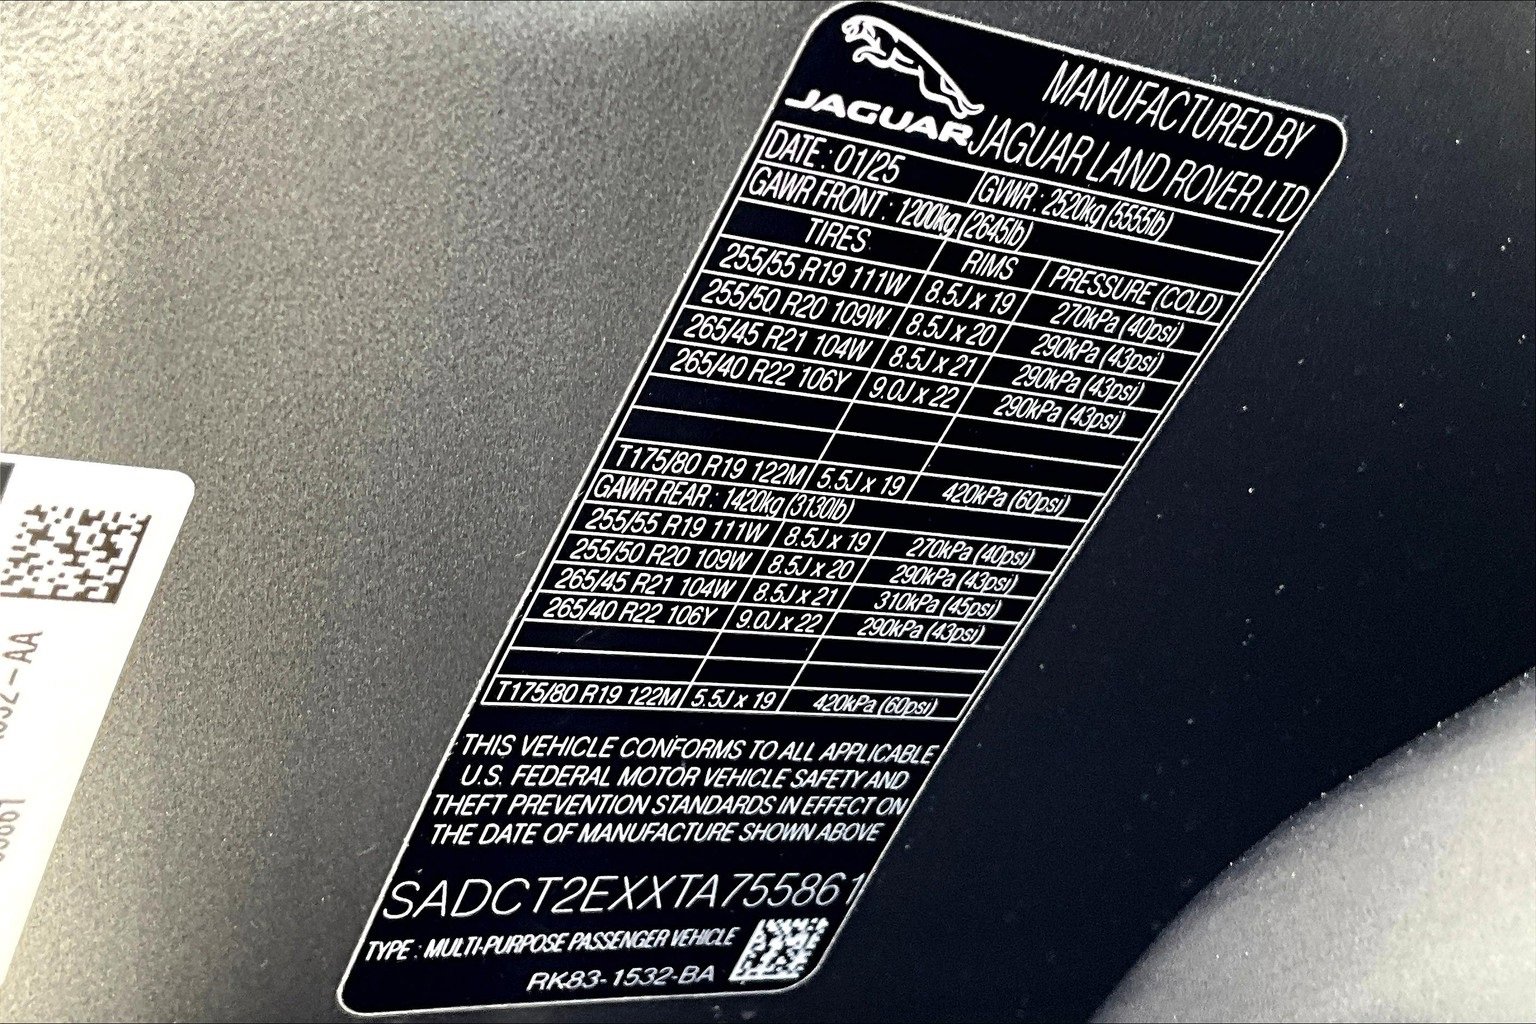 JAGUAR
MANUFACTURED BY
JAGUAR LAND ROVER LTD
DATE : 01/25 GVWR : 2520kg (5555lb)
GAWR FRONT : 1200kg (2645lb)
TIRES RIMS PRESSURE (COLD)
255/55 R19 111W 8.5J x 19 270kPa (40psi)
255/50 R20 109W 8.5J x 20 290kPa (43psi)
265/45 R21 104W 8.5J x 21 290kPa (43psi)
265/40 R22 106Y 9.0J x 22 290kPa (43psi)
T175/80 R19 122M 5.5J x 19 420kPa (60psi)
GAWR REAR : 1420kg (3130lb)
255/55 R19 111W 8.5J x 19 270kPa (40psi)
255/50 R20 109W 8.5J x 20 290kPa (43psi)
265/45 R21 104W 8.5J x 21 310kPa (45psi)
265/40 R22 106Y 9.0J x 22 290kPa (43psi)
T175/80 R19 122M 5.5J x 19 420kPa (60psi)
THIS VEHICLE CONFORMS TO ALL APPLICABLE
U.S. FEDERAL MOTOR VEHICLE SAFETY AND
THEFT PREVENTION STANDARDS IN EFFECT ON
THE DATE OF MANUFACTURE SHOWN ABOVE
SADCT2EXXTA755861
TYPE : MULTI-PURPOSE PASSENGER VEHICLE
RK83-1532-BA